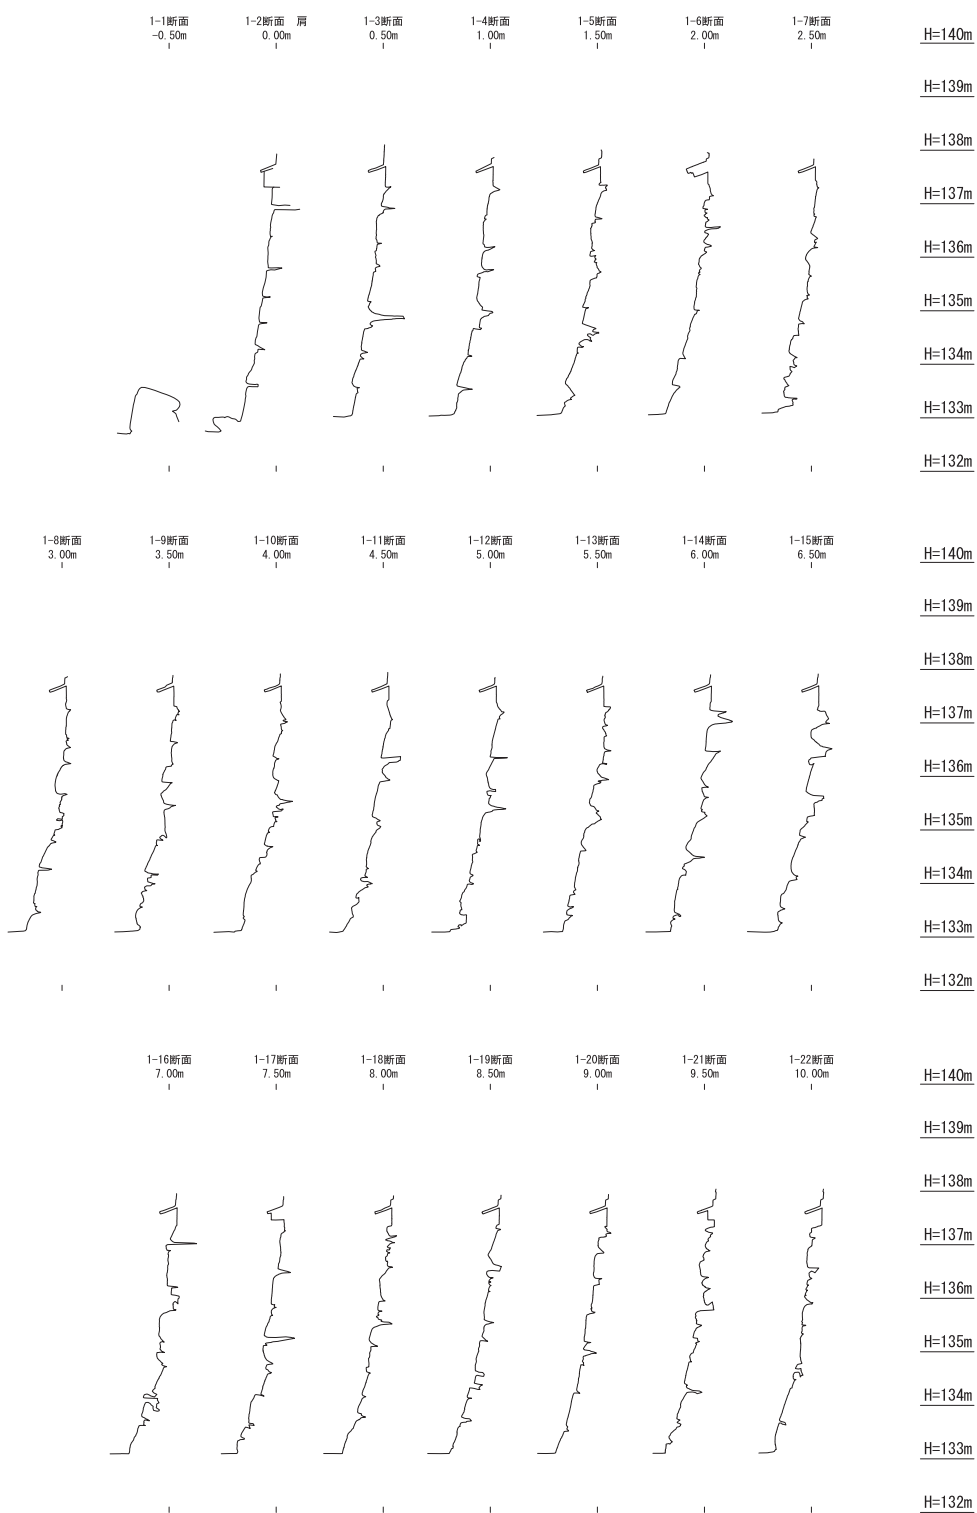 1-1断面 1-2断面 肩 1-3断面 1-4断面 1-5断面 1-6断面 1-7断面
-0.50m 0.00m 0.50m 1.00m 1.50m 2.00m 2.50m
H=140m
H=139m
H=138m
H=137m
H=136m
H=135m
H=134m
H=133m
H=132m
1-8断面 1-9断面 1-10断面 1-11断面 1-12断面 1-13断面 1-14断面 1-15断面
3.00m 3.50m 4.00m 4.50m 5.00m 5.50m 6.00m 6.50m
H=140m
H=139m
H=138m
H=137m
H=136m
H=135m
H=134m
H=133m
H=132m
1-16断面 1-17断面 1-18断面 1-19断面 1-20断面 1-21断面 1-22断面
7.00m 7.50m 8.00m 8.50m 9.00m 9.50m 10.00m
H=140m
H=139m
H=138m
H=137m
H=136m
H=135m
H=134m
H=133m
H=132m